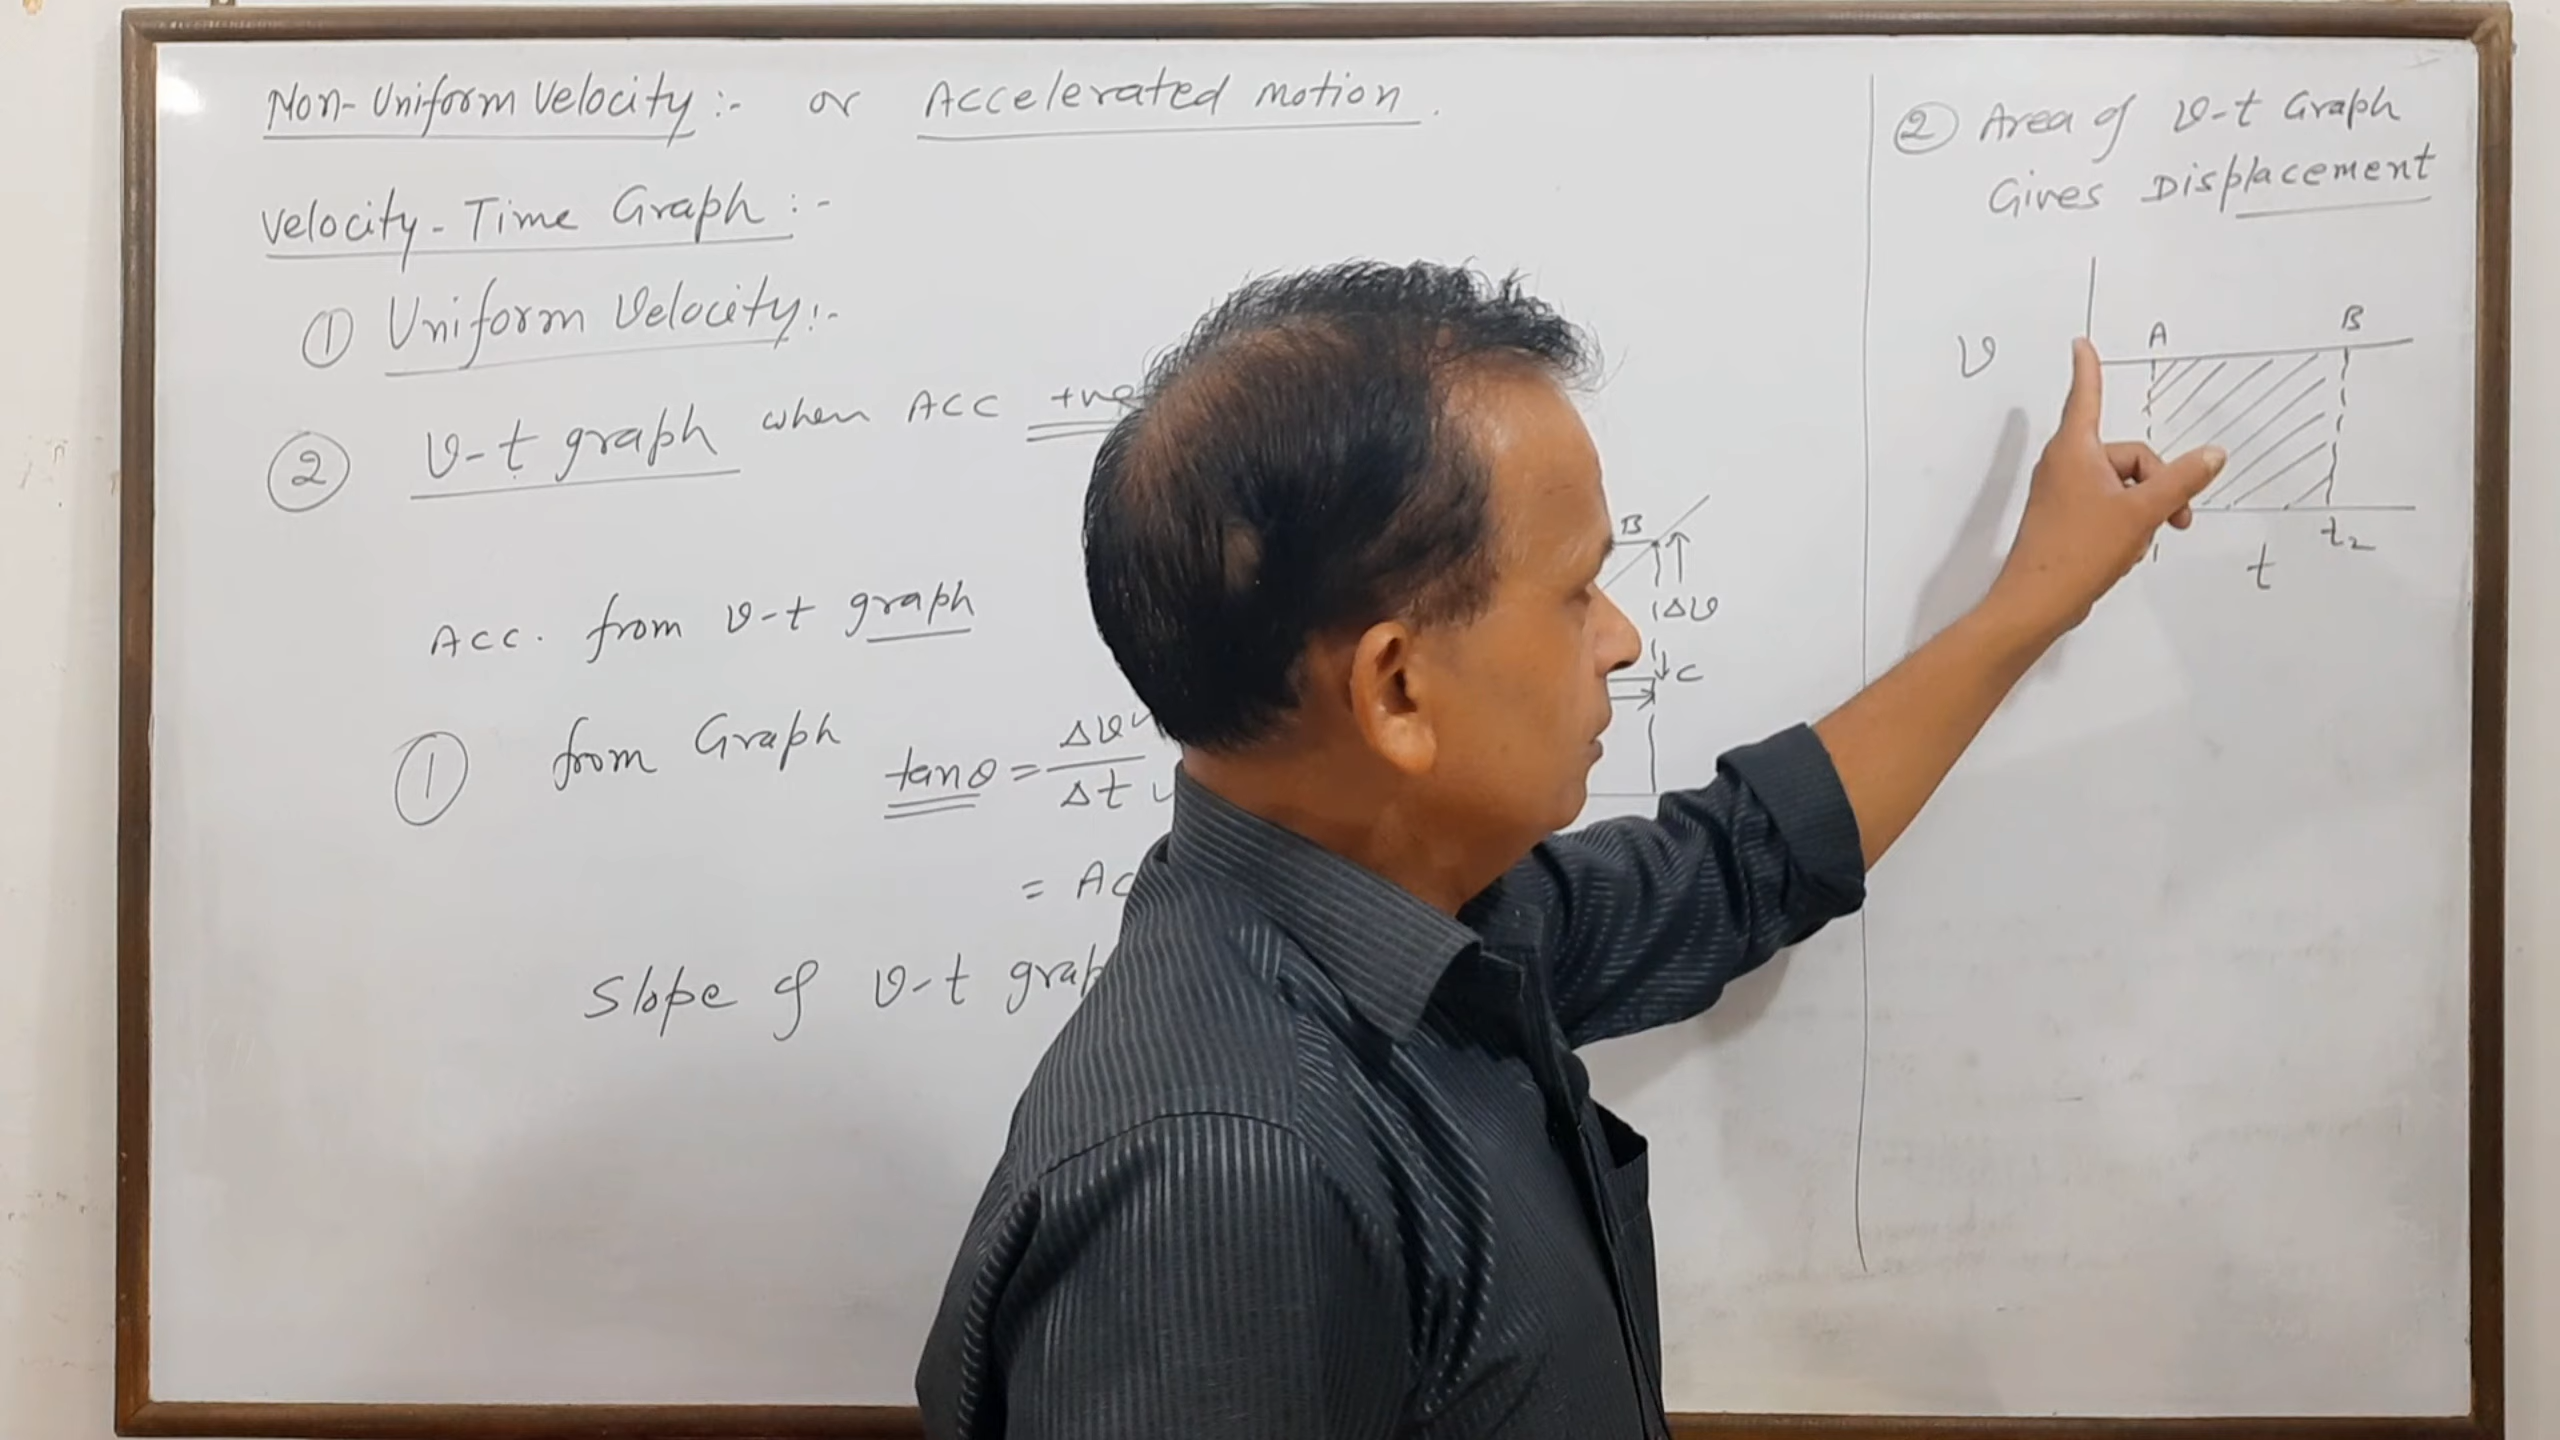 Non-Uniform Velocity :- or Accelerated motion.
Velocity-Time Graph :-
① Uniform Velocity:-
② v-t graph when Acc +ve
Acc. from v-t graph
① from Graph tanθ = Δv
Δt
=
Slope of v-t
B
Δv
C
② Area of v-t Graph
Gives Displacement
A B
v
t2
t